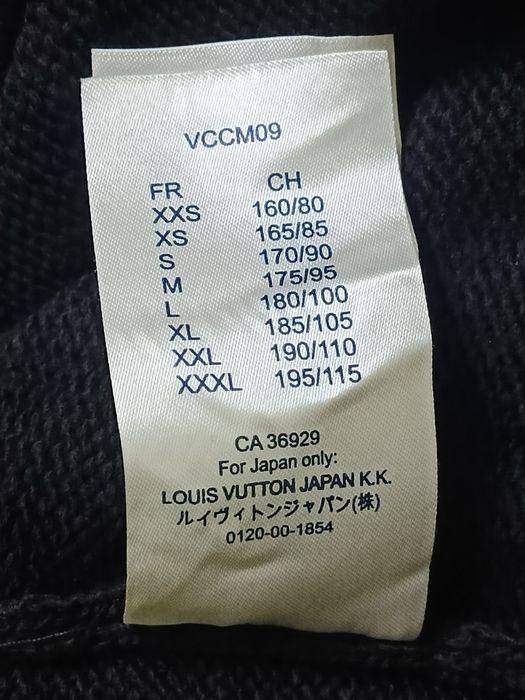 VCCM09
FR CH
XXS 160/80
XS 165/85
S 170/90
M 175/95
L 180/100
XL 185/105
XXL 190/110
XXXL 195/115
CA 36929
For Japan only:
LOUIS VUTTON JAPAN K.K.
ルイヴィトンジャパン(株)
0120-00-1854